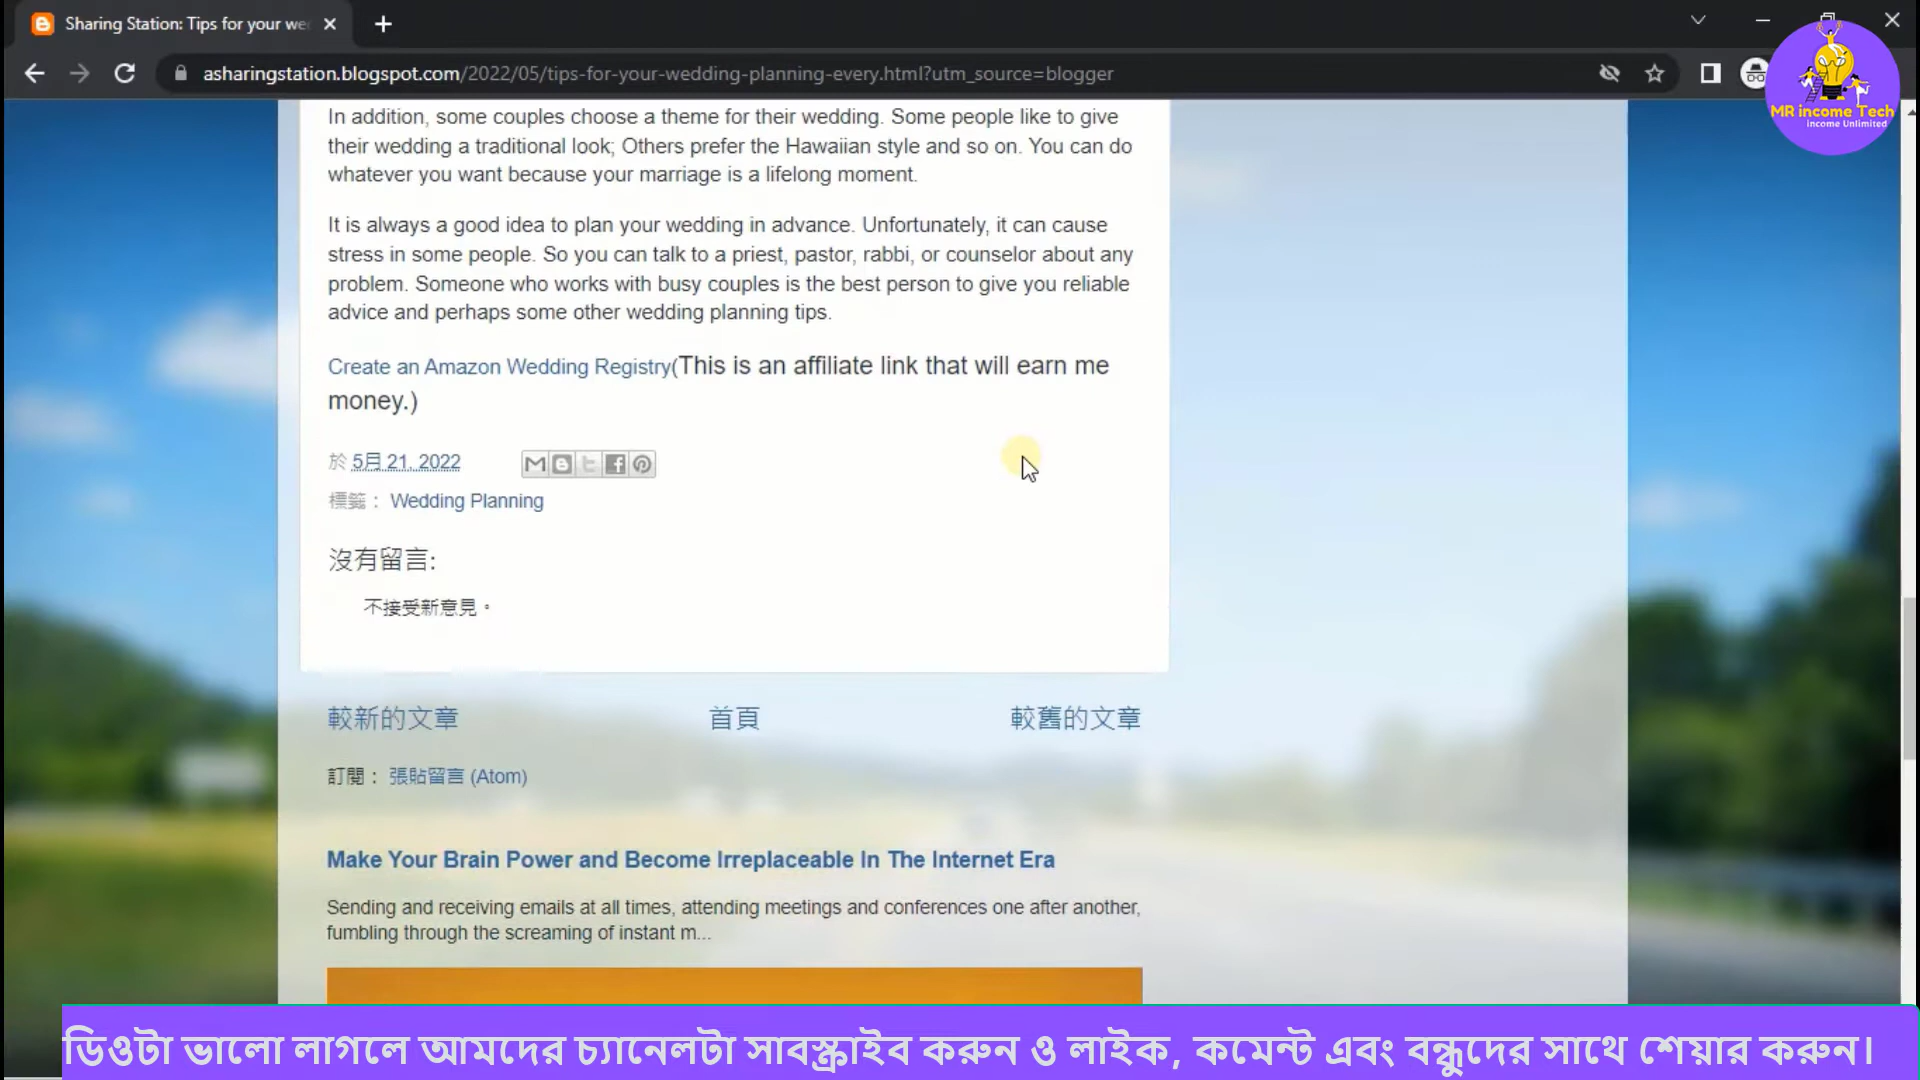 Sharing Station: Tips for your we
asharingstation.blogspot.com/2022/05/tips-for-your-wedding-planning-every.html?utm_source=blogger
MR income Tech
income Unlimited
In addition, some couples choose a theme for their wedding. Some people like to give
their wedding a traditional look; Others prefer the Hawaiian style and so on. You can do
whatever you want because your marriage is a lifelong moment.
It is always a good idea to plan your wedding in advance. Unfortunately, it can cause
stress in some people. So you can talk to a priest, pastor, rabbi, or counselor about any
problem. Someone who works with busy couples is the best person to give you reliable
advice and perhaps some other wedding planning tips.
Create an Amazon Wedding Registry(This is an affiliate link that will earn me
money.)
於 5月 21, 2022
標籤： Wedding Planning
沒有留言:
不接受新意見。
較新的文章 首頁 較舊的文章
訂閱： 張貼留言 (Atom)
Make Your Brain Power and Become Irreplaceable In The Internet Era
Sending and receiving emails at all times, attending meetings and conferences one after another,
fumbling through the screaming of instant m...
ডিওটা ভালো লাগলে আমদের চ্যানেলটা সাবস্ক্রাইব করুন ও লাইক, কমেন্ট এবং বন্ধুদের সাথে শেয়ার করুন।